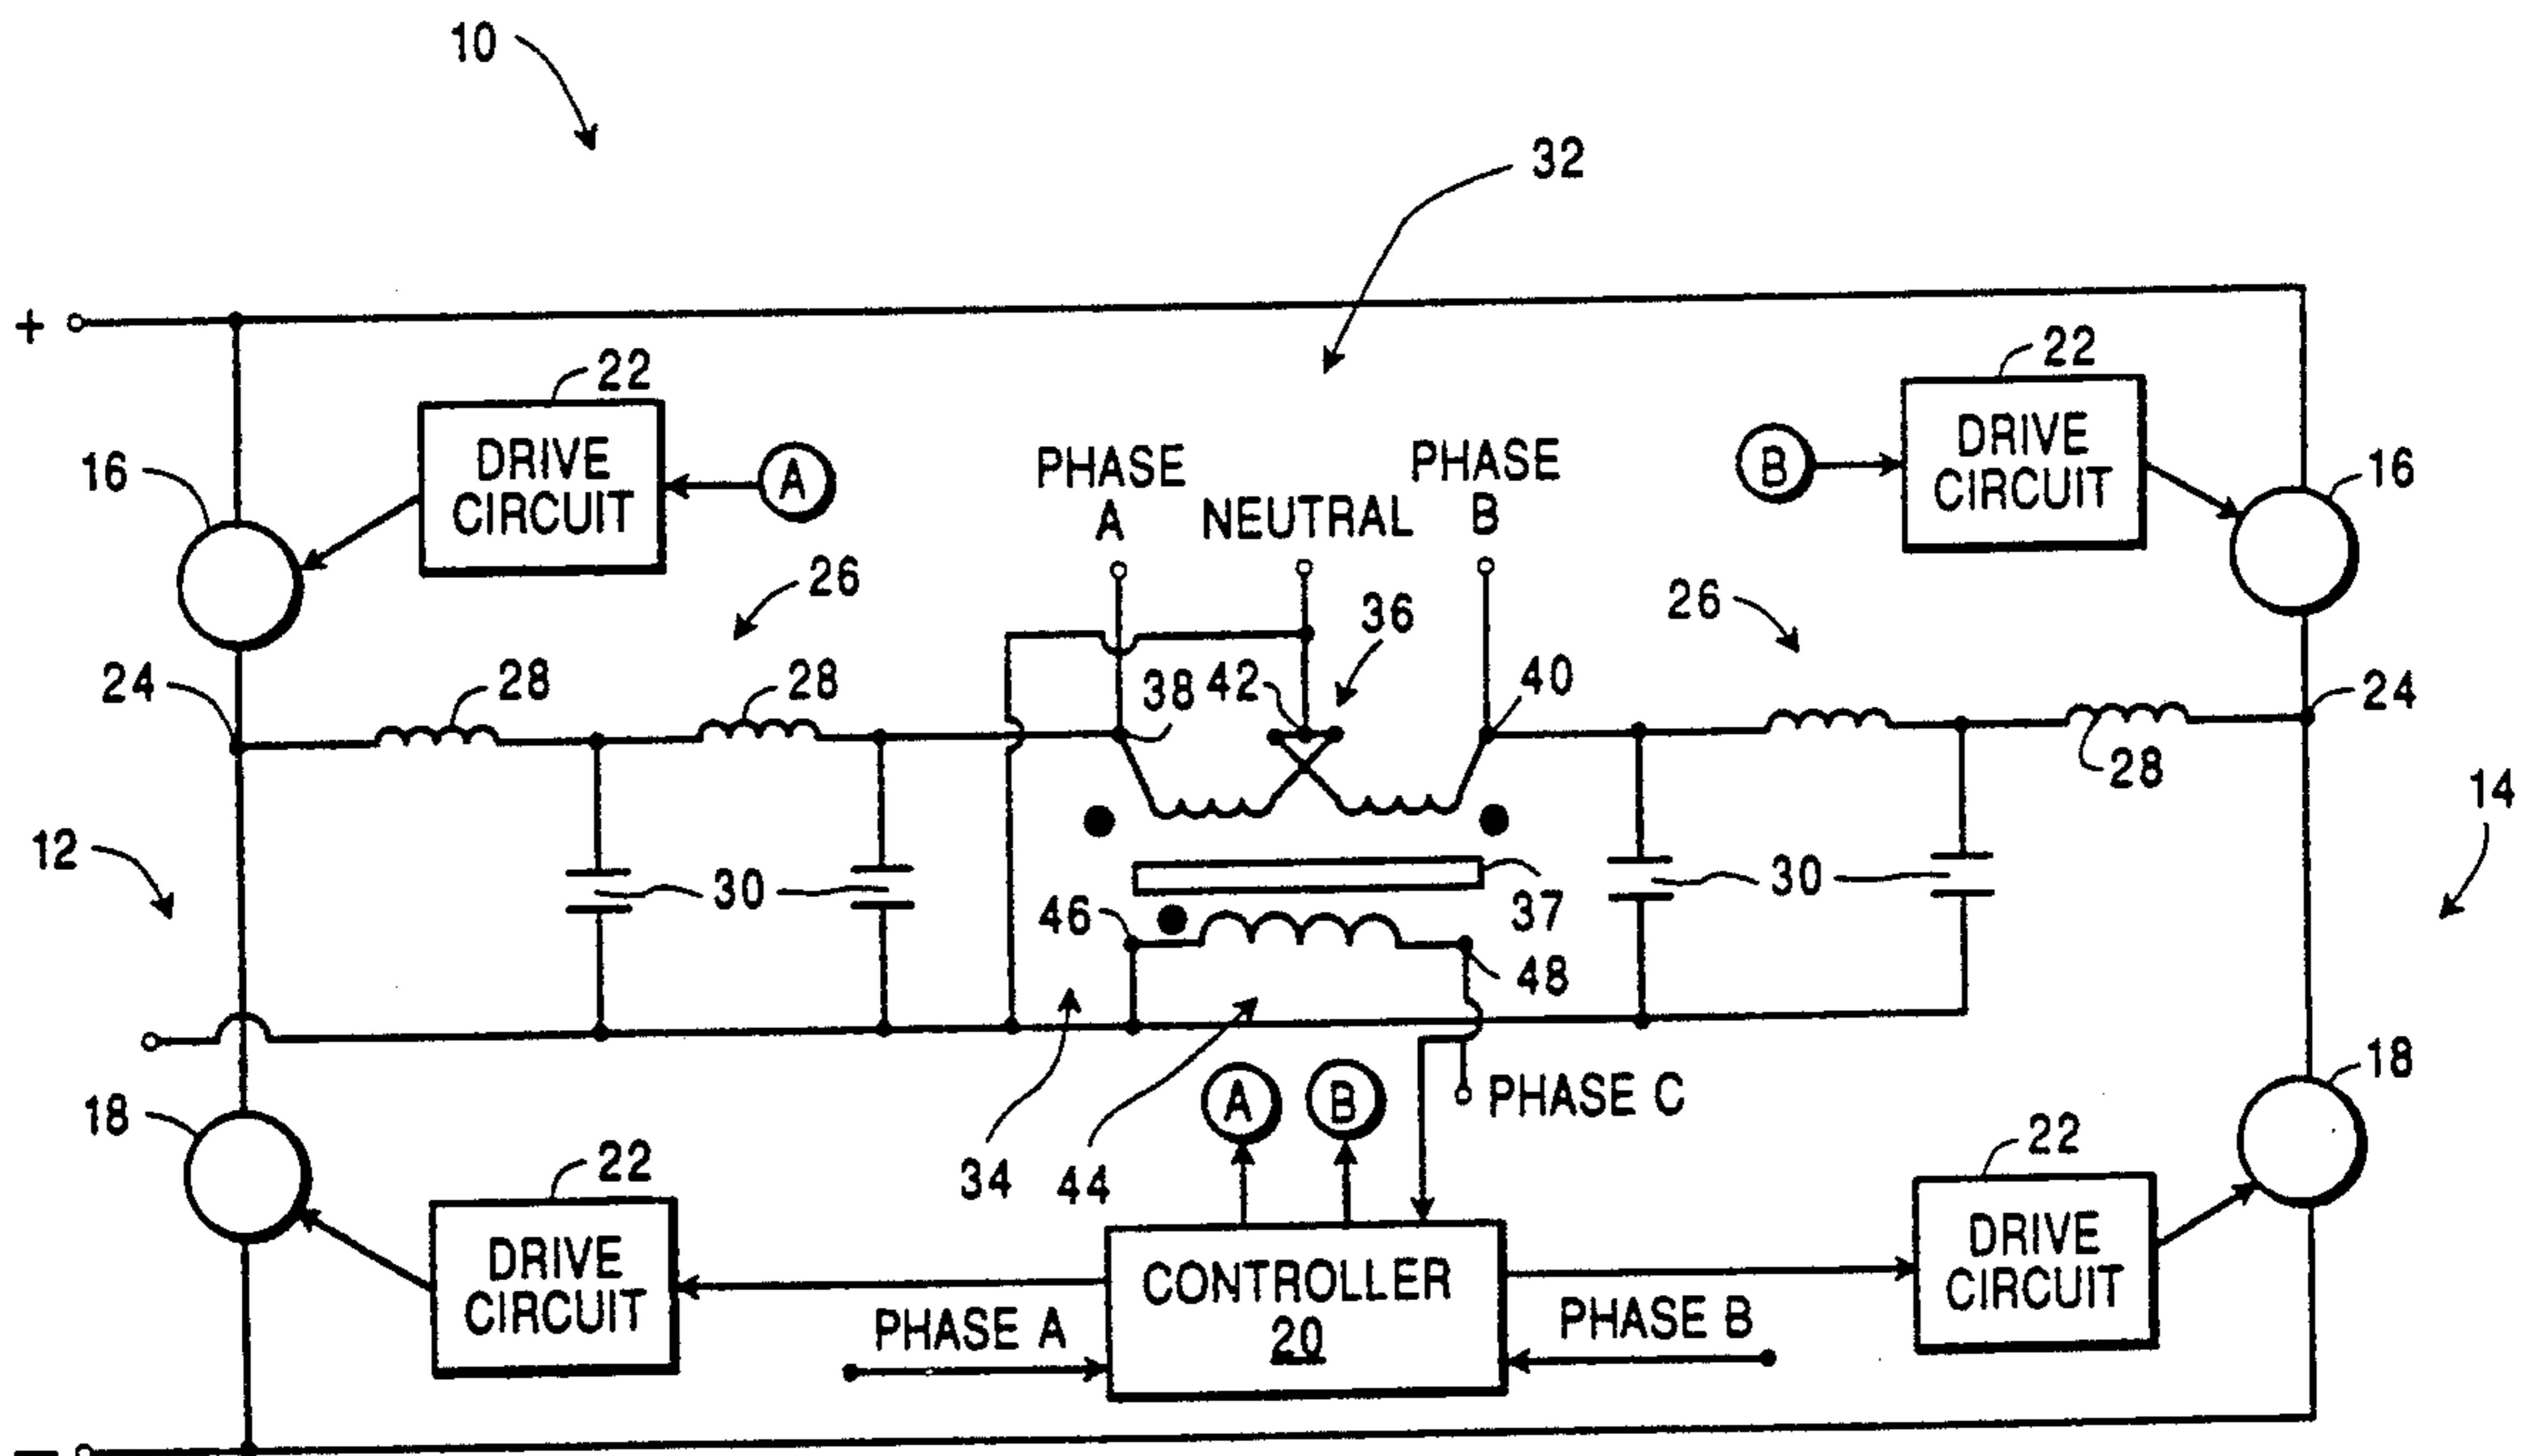 10
32
+
22
DRIVE
CIRCUIT
A
16
PHASE
A
NEUTRAL
PHASE
B
B
22
DRIVE
CIRCUIT
16
26
36
26
24
28
28
38
42
40
28
24
12
30
30
14
46
37
48
18
A
B
PHASE C
18
34
44
22
DRIVE
CIRCUIT
CONTROLLER
20
PHASE A
PHASE B
22
DRIVE
CIRCUIT
–